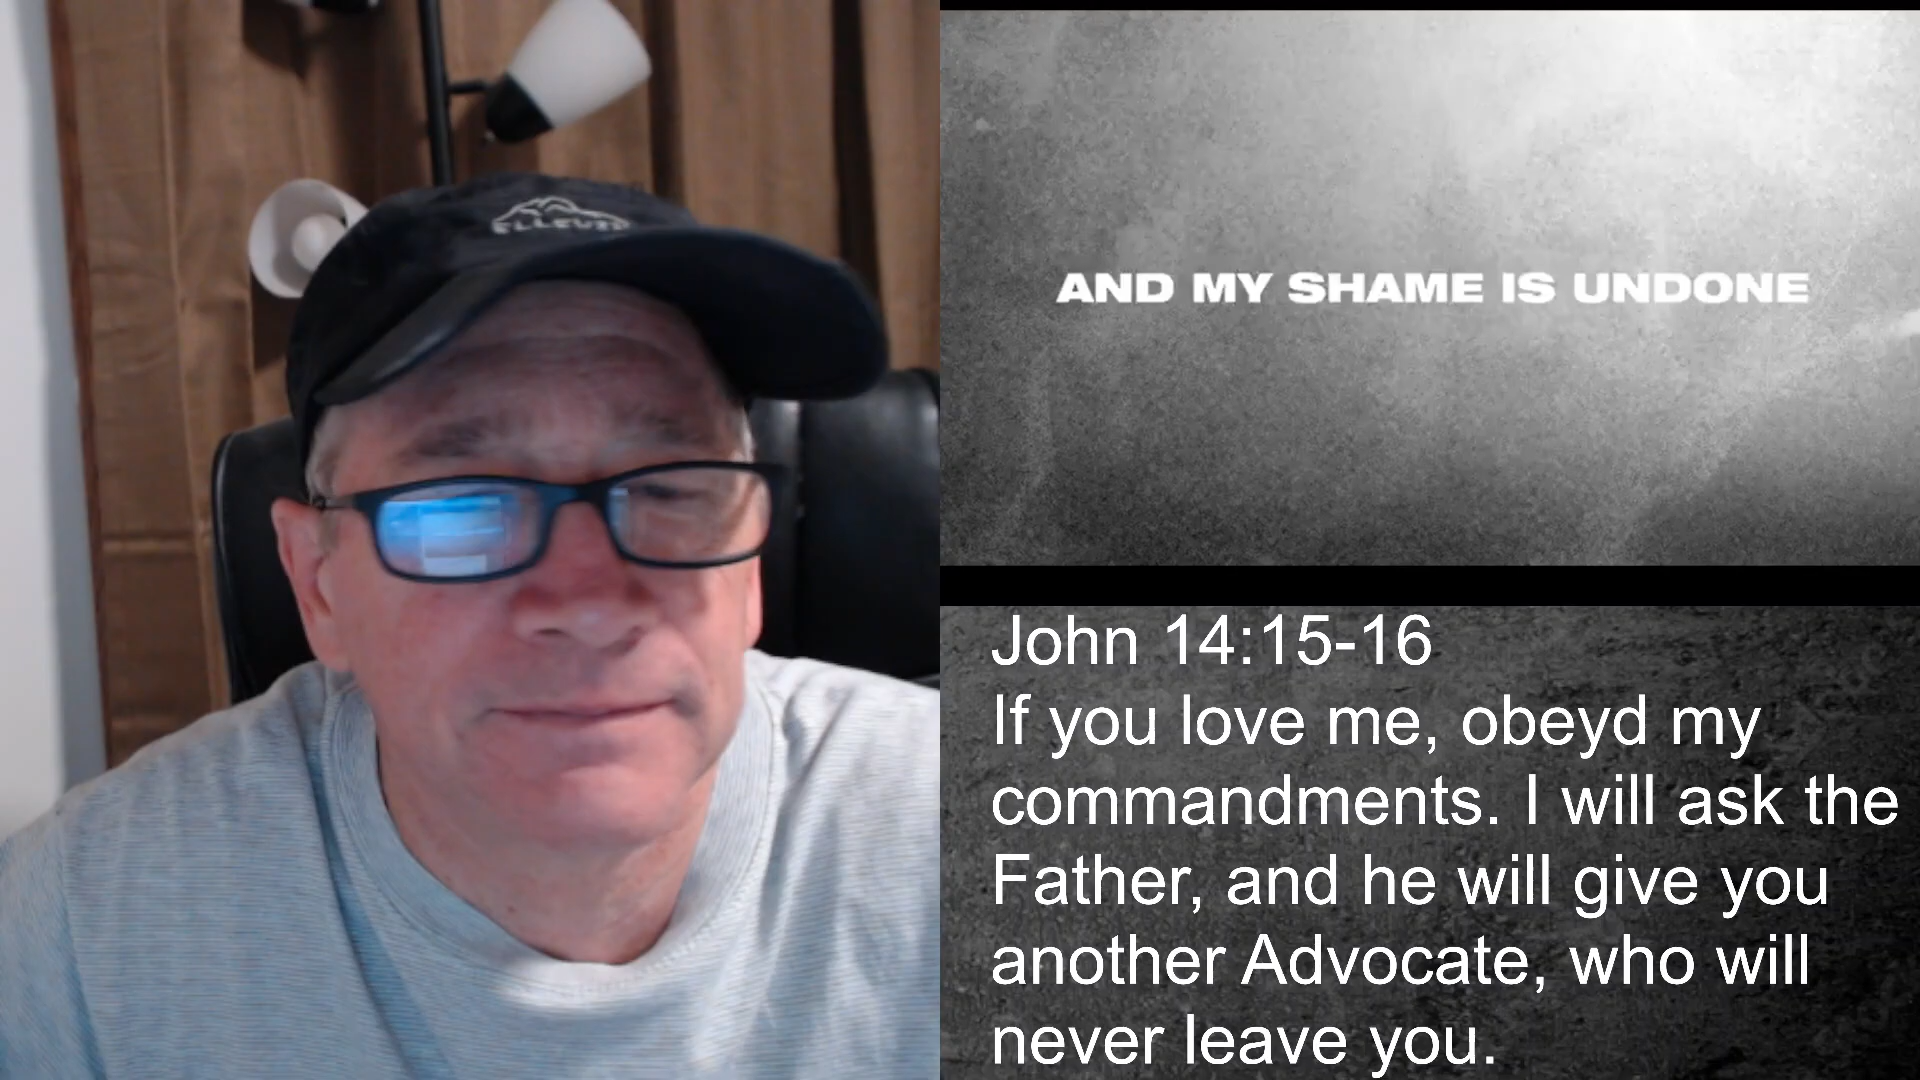 AND MY SHAME IS UNDONE
John 14:15-16
If you love me, obeyd my
commandments. I will ask the
Father, and he will give you
another Advocate, who will
never leave you.